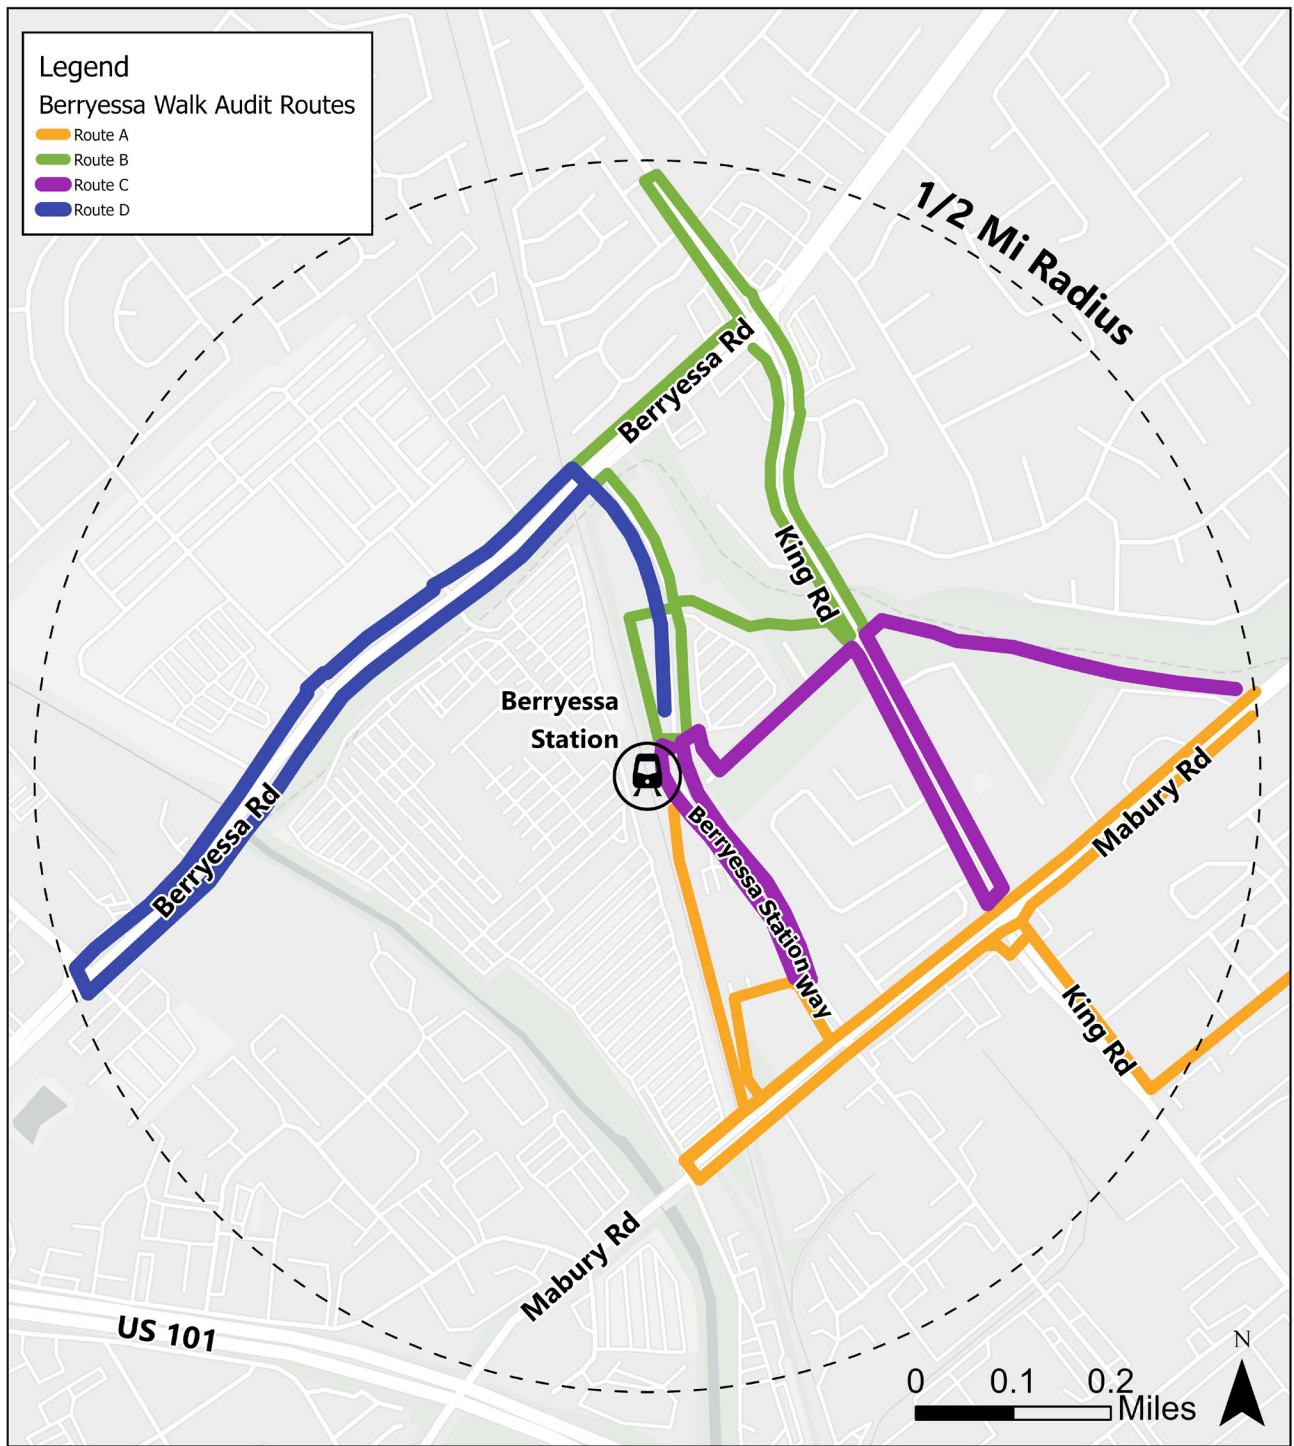 Legend
Berryessa Walk Audit Routes
Route A
Route B
Route C
Route D
1/2 Mi Radius
Berryessa Rd
King Rd
Berryessa
Station
Mabury Rd
Berryessa Rd
Berryessa Station Way
King Rd
Mabury Rd
US 101
N
0 0.1 0.2
Miles